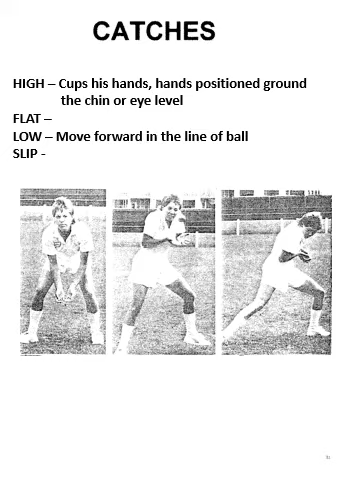 CATCHES
HIGH – Cups his hands, hands positioned ground
the chin or eye level
FLAT –
LOW – Move forward in the line of ball
SLIP -